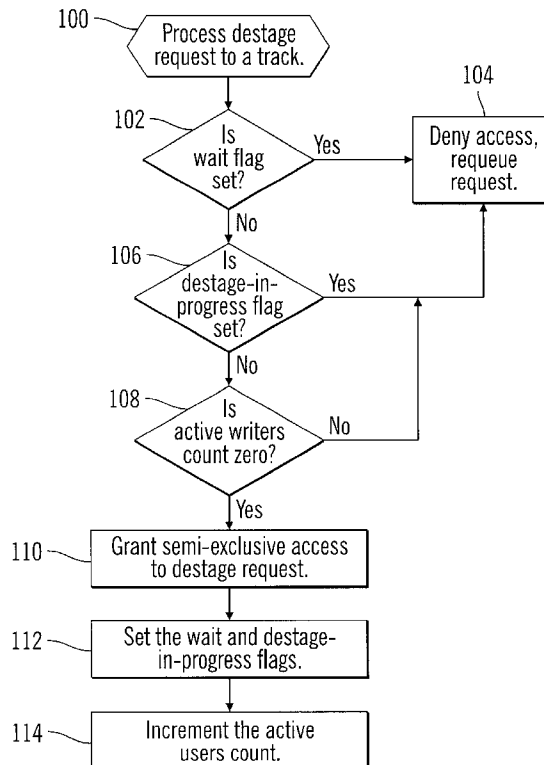 100
Process destage
request to a track.
102
Is
wait flag
set?
Yes
104
Deny access,
requeue
request.
No
106
Is
destage-in-
progress flag
set?
Yes
No
108
Is
active writers
count zero?
No
Yes
110
Grant semi-exclusive access
to destage request.
112
Set the wait and destage-
in-progress flags.
114
Increment the active
users count.